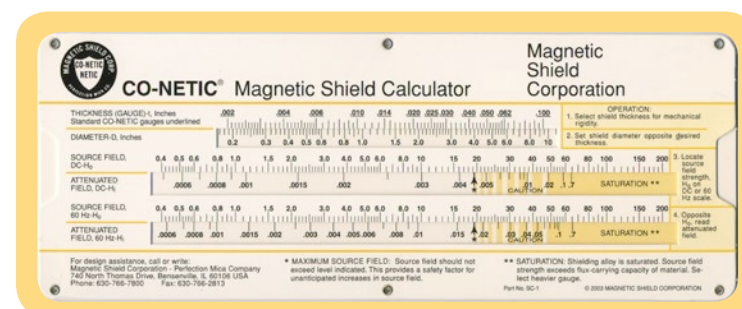 MAGNETIC SHIELD CORP.
CO-NETIC
NETIC
PERFECTION MICA CO.
CO-NETIC® Magnetic Shield Calculator
Magnetic
Shield
Corporation
THICKNESS (GAUGE)-t, Inches
Standard CO-NETIC gauges underlined
.002 .004 .006 .010 .014 .020 .025 .030 .040 .050 .062 .100
DIAMETER-D, Inches
0.2 0.3 0.4 0.5 0.6 0.8 1.0 1.5 2.0 3.0 4.0 5.0 6.0 8.0 10
OPERATION:
1. Select shield thickness for mechanical
rigidity.
2. Set shield diameter opposite desired
thickness.
SOURCE FIELD,
DC-H₀
0.4 0.5 0.6 0.8 1.0 1.5 2.0 3.0 4.0 5.0 6.0 8.0 10 15 20 30 40 50 60 80 100 150 200
ATTENUATED
FIELD, DC-Hᵢ
.0006 .0008 .001 .0015 .002 .003 .004 * .005 CAUTION .01 .02 .1 .7 SATURATION **
3. Locate
source
field
strength,
H₀ on
DC or 60
Hz scale.
SOURCE FIELD,
60 Hz-H₀
0.4 0.5 0.6 0.8 1.0 1.5 2.0 3.0 4.0 5.0 6.0 8.0 10 15 20 30 40 50 60 80 100 150 200
ATTENUATED
FIELD, 60 Hz-Hᵢ
.0006 .0008 .001 .0015 .002 .003 .004 .005 .006 .008 .01 .015 * .02 .03 .04 .05 CAUTION .1 .7 SATURATION **
4. Opposite
H₀, read
attenuated
field.
For design assistance, call or write:
Magnetic Shield Corporation - Perfection Mica Company
740 North Thomas Drive, Bensenville, IL 60106 USA
Phone: 630-766-7800 Fax: 630-766-2813
* MAXIMUM SOURCE FIELD: Source field should not
exceed level indicated. This provides a safety factor for
unanticipated increases in source field.
** SATURATION: Shielding alloy is saturated. Source field
strength exceeds flux-carrying capacity of material. Se-
lect heavier gauge.
Part No. SC-1 © 2003 MAGNETIC SHIELD CORPORATION